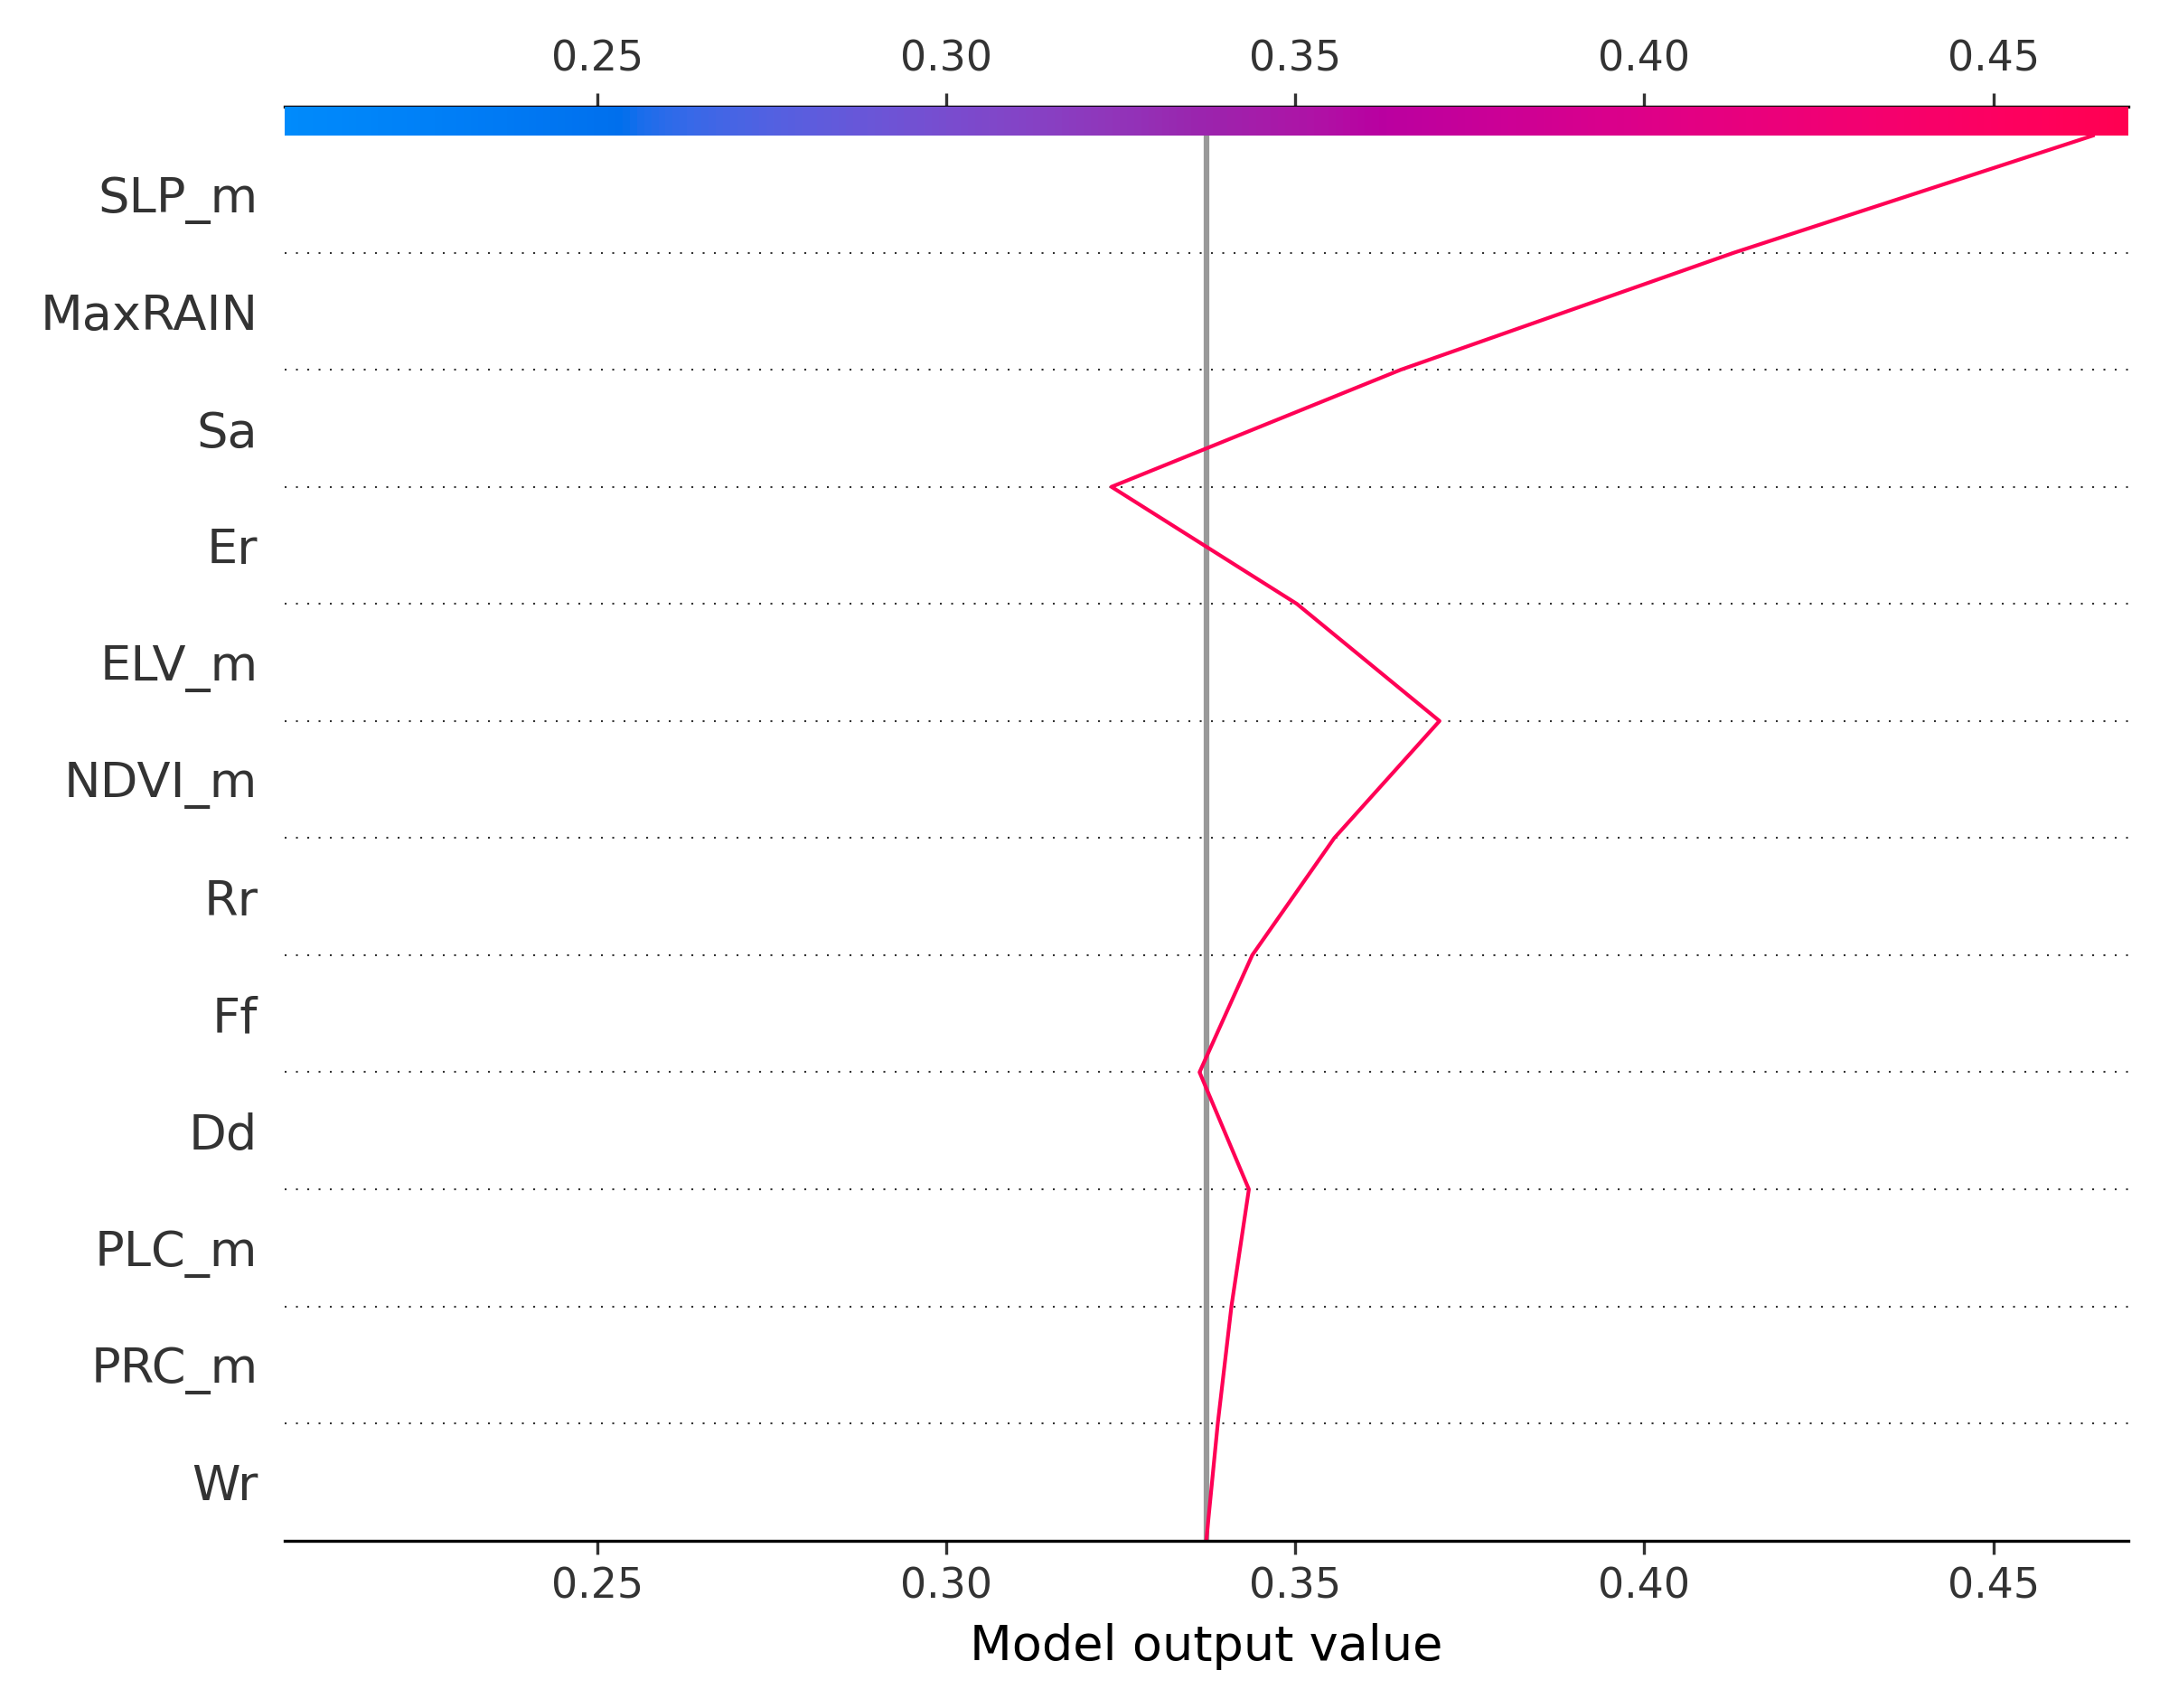 0.25 0.30 0.35 0.40 0.45
SLP_m
MaxRAIN
Sa
Er
ELV_m
NDVI_m
Rr
Ff
Dd
PLC_m
PRC_m
Wr
0.25 0.30 0.35 0.40 0.45
Model output value